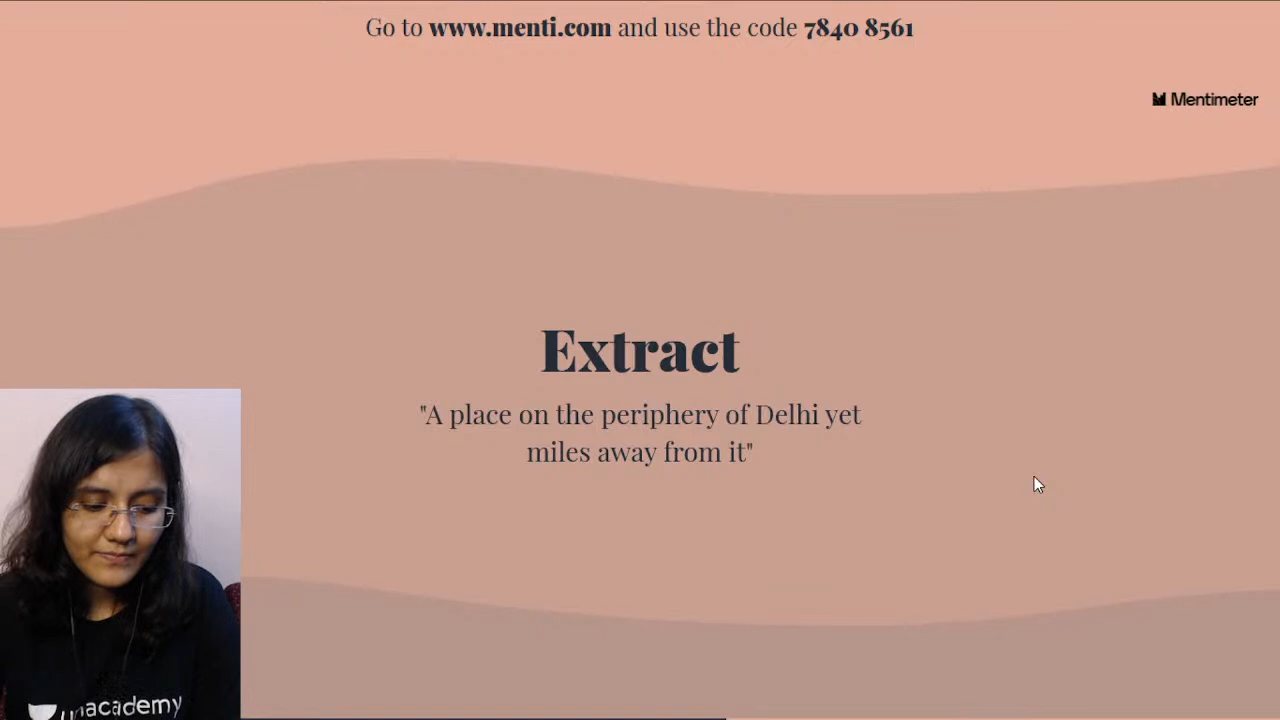 Go to www.menti.com and use the code 7840 8561
Mentimeter
Extract
"A place on the periphery of Delhi yet
miles away from it"
unacademy